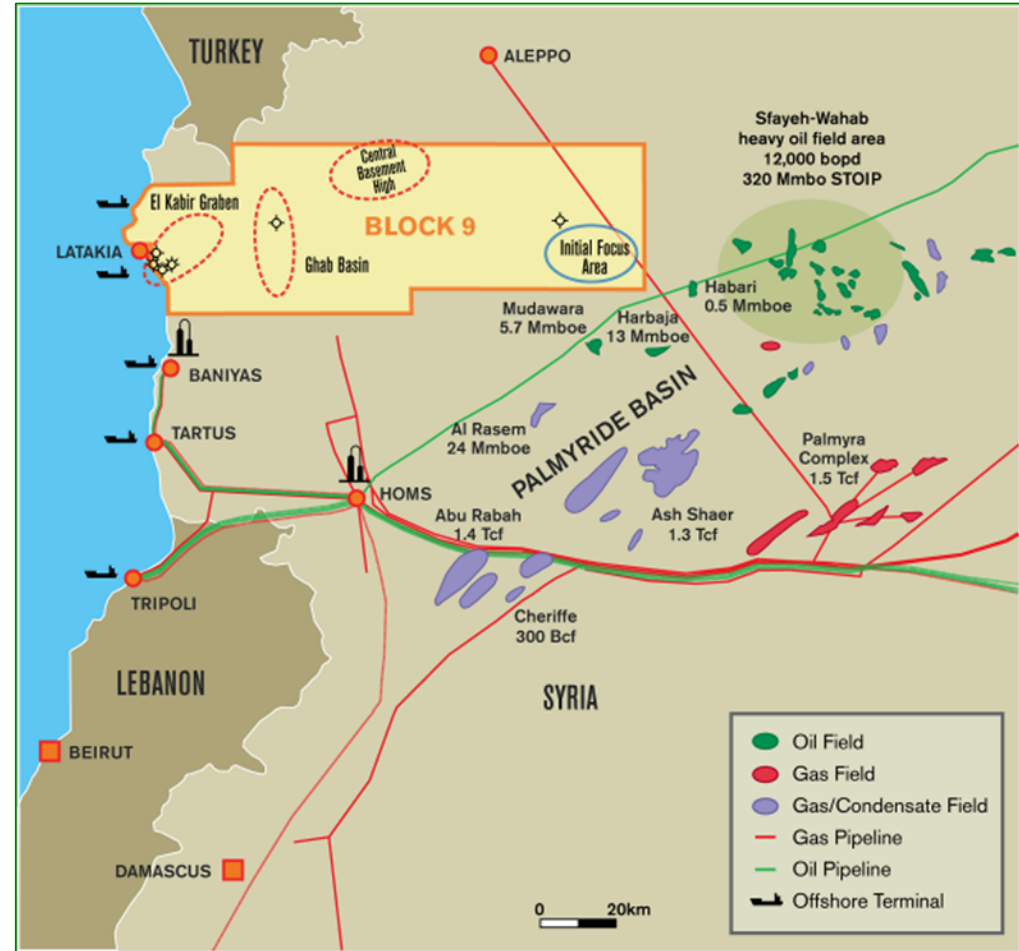 TURKEY
ALEPPO
Sfayeh-Wahab
heavy oil field area
12,000 bopd
320 Mmbo STOIP
Central
Basement
High
El Kabir Graben
BLOCK 9
LATAKIA
Ghab Basin
Initial Focus
Area
Habari
0.5 Mmboe
Mudawara
5.7 Mmboe
Harbaja
13 Mmboe
BANIYAS
PALMYRIDE BASIN
TARTUS
Al Rasem
24 Mmboe
Palmyra
Complex
1.5 Tcf
HOMS
Abu Rabah
1.4 Tcf
Ash Shaer
1.3 Tcf
TRIPOLI
Cheriffe
300 Bcf
LEBANON
SYRIA
BEIRUT
DAMASCUS
0 20km
Oil Field
Gas Field
Gas/Condensate Field
Gas Pipeline
Oil Pipeline
Offshore Terminal